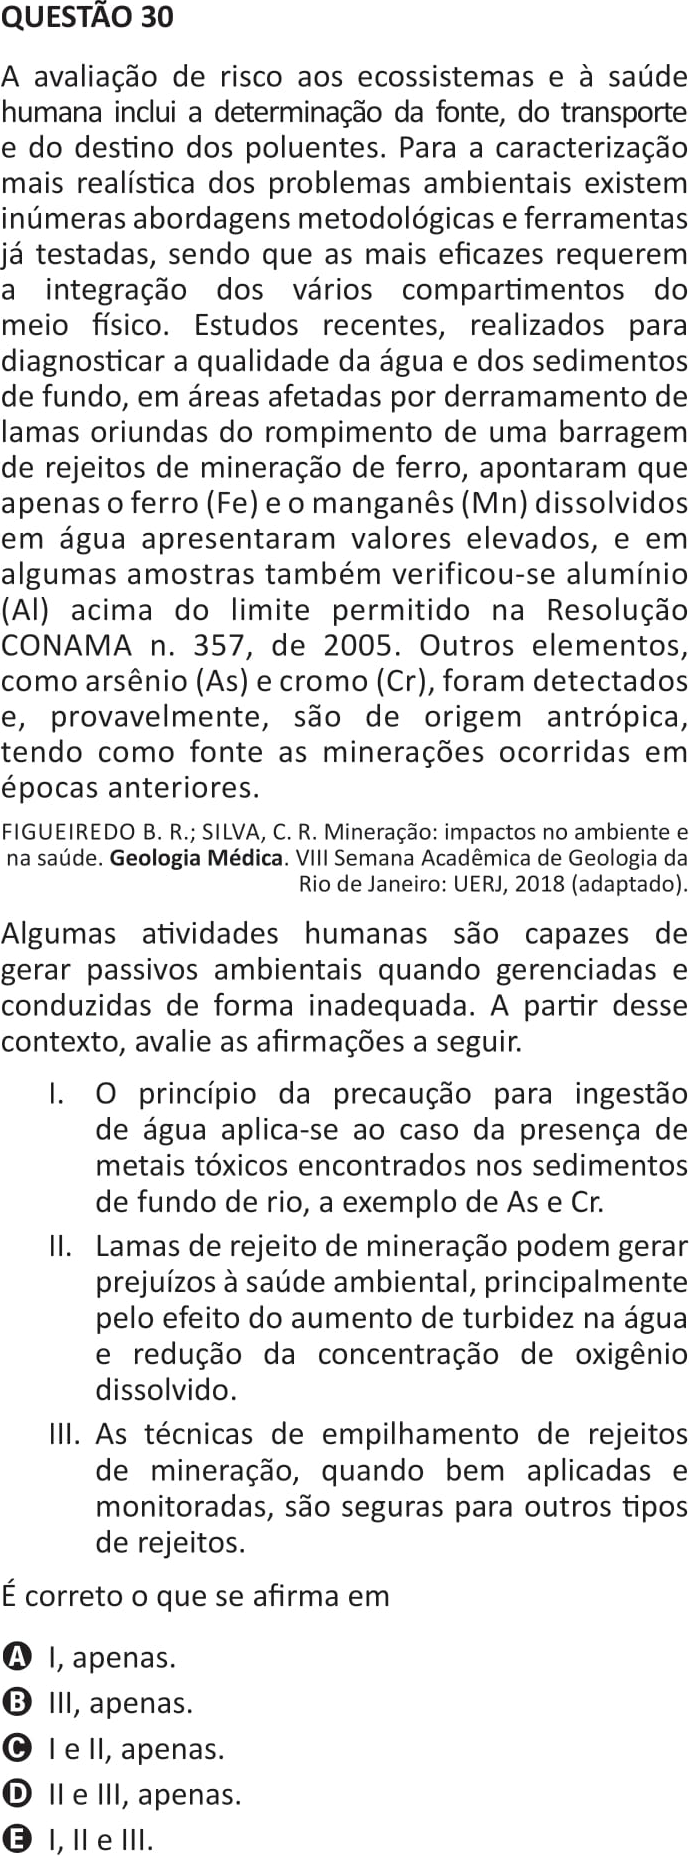 QUESTÃO 30
A avaliação de risco aos ecossistemas e à saúde
humana inclui a determinação da fonte, do transporte
e do destino dos poluentes. Para a caracterização
mais realística dos problemas ambientais existem
inúmeras abordagens metodológicas e ferramentas
já testadas, sendo que as mais eficazes requerem
a integração dos vários compartimentos do
meio físico. Estudos recentes, realizados para
diagnosticar a qualidade da água e dos sedimentos
de fundo, em áreas afetadas por derramamento de
lamas oriundas do rompimento de uma barragem
de rejeitos de mineração de ferro, apontaram que
apenas o ferro (Fe) e o manganês (Mn) dissolvidos
em água apresentaram valores elevados, e em
algumas amostras também verificou-se alumínio
(Al) acima do limite permitido na Resolução
CONAMA n. 357, de 2005. Outros elementos,
como arsênio (As) e cromo (Cr), foram detectados
e, provavelmente, são de origem antrópica,
tendo como fonte as minerações ocorridas em
épocas anteriores.
FIGUEIREDO B. R.; SILVA, C. R. Mineração: impactos no ambiente e
na saúde. Geologia Médica. VIII Semana Acadêmica de Geologia da
Rio de Janeiro: UERJ, 2018 (adaptado).
Algumas atividades humanas são capazes de
gerar passivos ambientais quando gerenciadas e
conduzidas de forma inadequada. A partir desse
contexto, avalie as afirmações a seguir.
I. O princípio da precaução para ingestão
de água aplica-se ao caso da presença de
metais tóxicos encontrados nos sedimentos
de fundo de rio, a exemplo de As e Cr.
II. Lamas de rejeito de mineração podem gerar
prejuízos à saúde ambiental, principalmente
pelo efeito do aumento de turbidez na água
e redução da concentração de oxigênio
dissolvido.
III. As técnicas de empilhamento de rejeitos
de mineração, quando bem aplicadas e
monitoradas, são seguras para outros tipos
de rejeitos.
É correto o que se afirma em
A I, apenas.
B III, apenas.
C I e II, apenas.
D II e III, apenas.
E I, II e III.